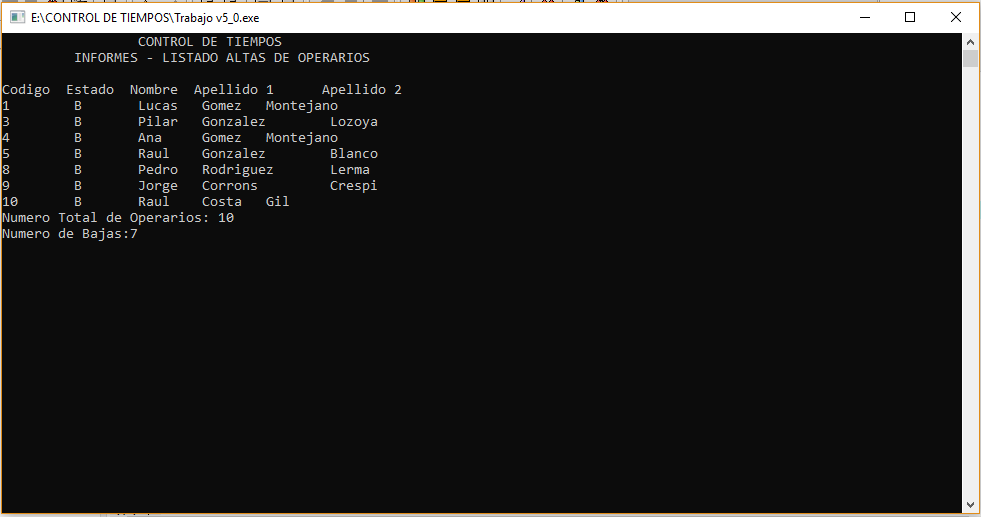 E:\CONTROL DE TIEMPOS\Trabajo v5_0.exe
CONTROL DE TIEMPOS
INFORMES - LISTADO ALTAS DE OPERARIOS
Codigo Estado Nombre Apellido 1 Apellido 2
1 B Lucas Gomez Montejano
3 B Pilar Gonzalez Lozoya
4 B Ana Gomez Montejano
5 B Raul Gonzalez Blanco
8 B Pedro Rodriguez Lerma
9 B Jorge Corrons Crespi
10 B Raul Costa Gil
Numero Total de Operarios: 10
Numero de Bajas:7